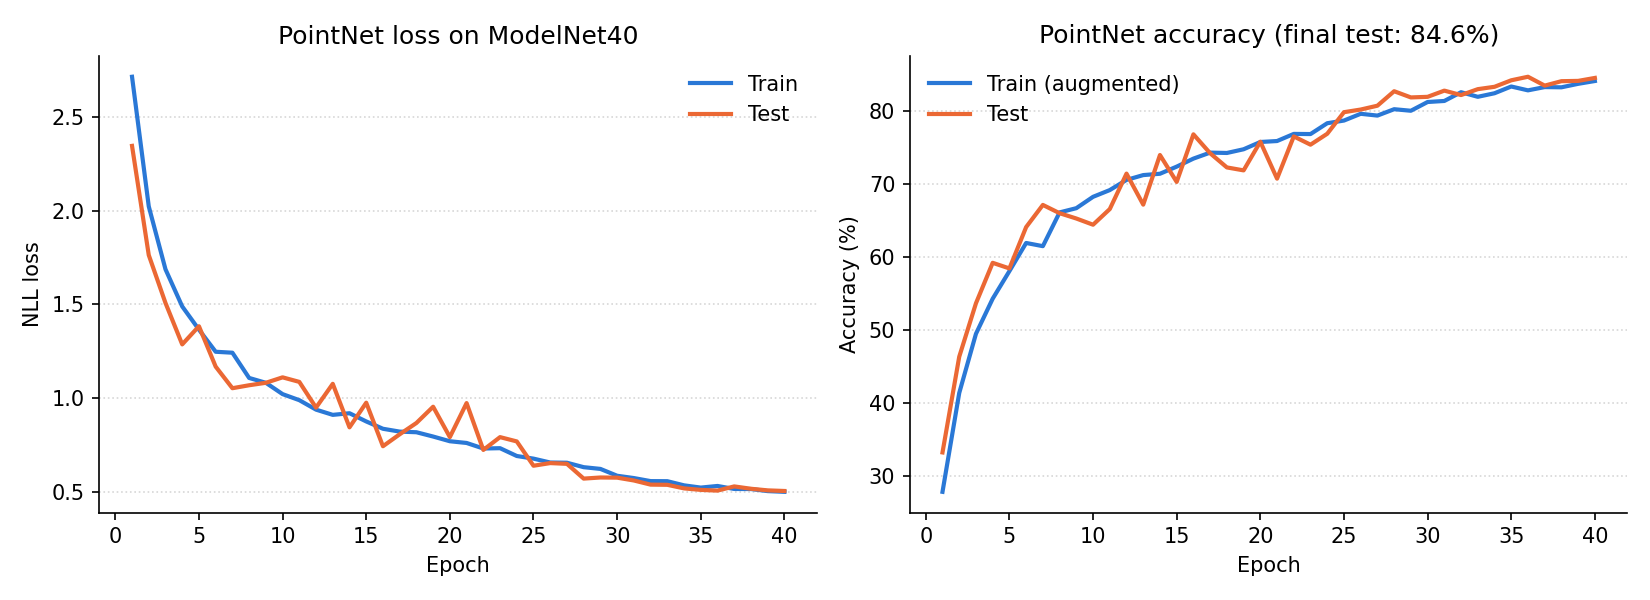 PointNet loss on ModelNet40
Train
Test
2.5
2.0
1.5
1.0
0.5
NLL loss
0 5 10 15 20 25 30 35 40
Epoch
PointNet accuracy (final test: 84.6%)
Train (augmented)
Test
80
70
60
50
40
30
Accuracy (%)
0 5 10 15 20 25 30 35 40
Epoch